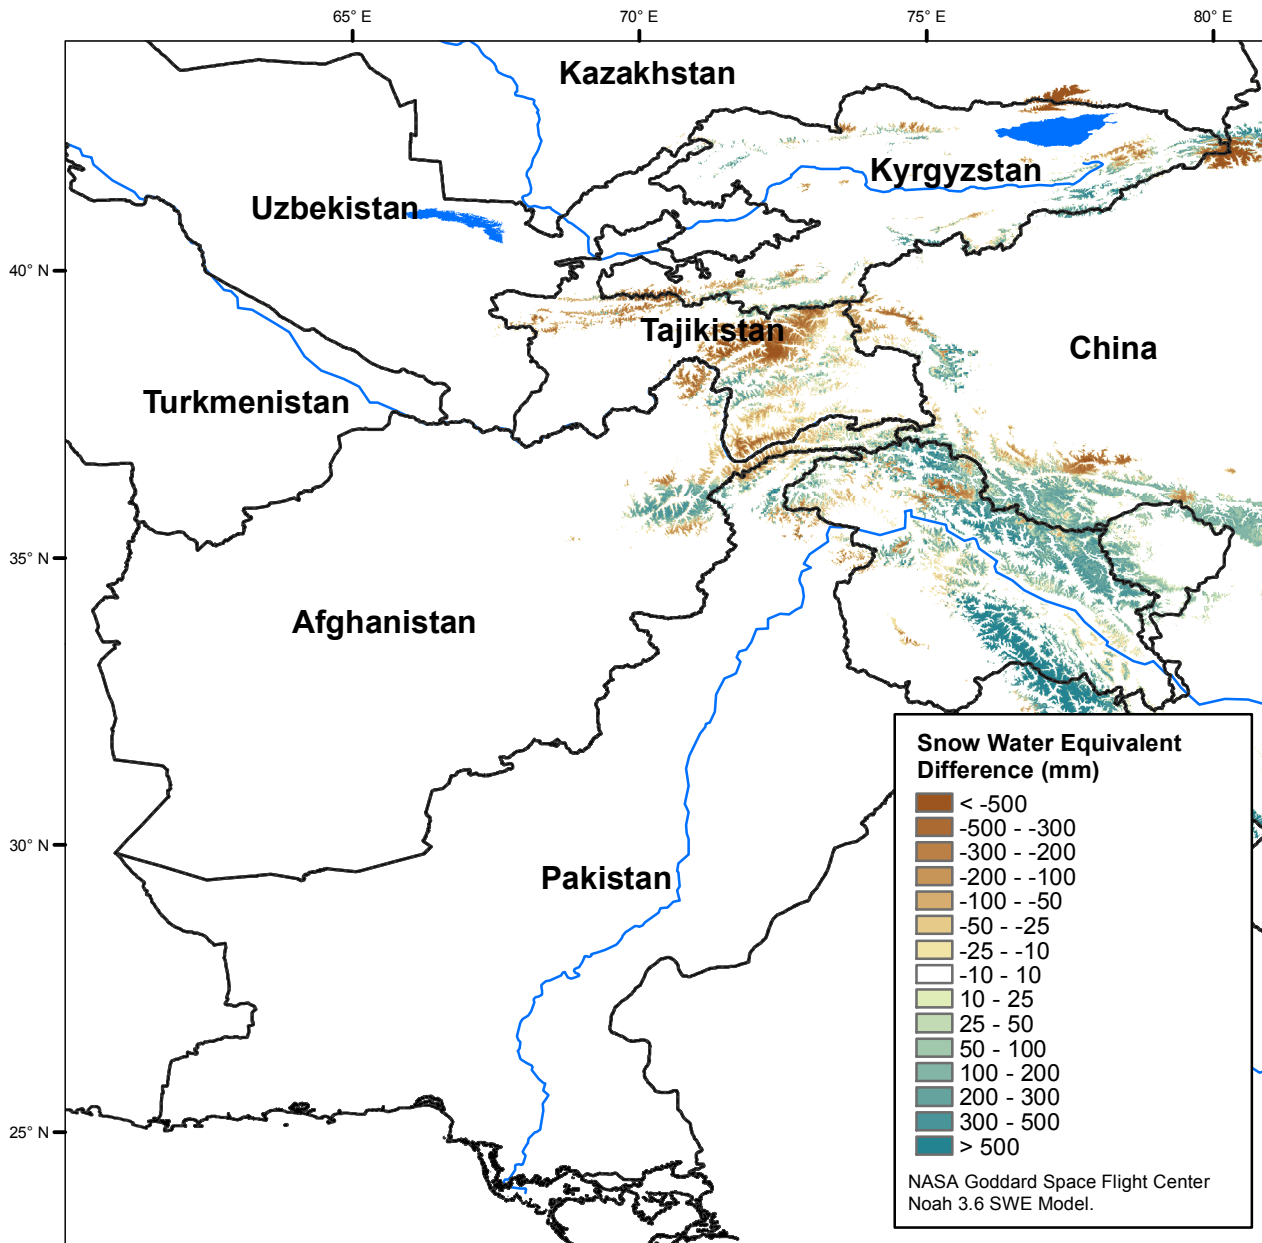 65° E
70° E
75° E
80° E
Kazakhstan
Kyrgyzstan
Uzbekistan
40° N
Tajikistan
China
Turkmenistan
35° N
Afghanistan
Snow Water Equivalent
Difference (mm)
< -500
-500 - -300
-300 - -200
-200 - -100
-100 - -50
-50 - -25
-25 - -10
-10 - 10
10 - 25
25 - 50
50 - 100
100 - 200
200 - 300
300 - 500
> 500
NASA Goddard Space Flight Center
Noah 3.6 SWE Model.
30° N
Pakistan
25° N